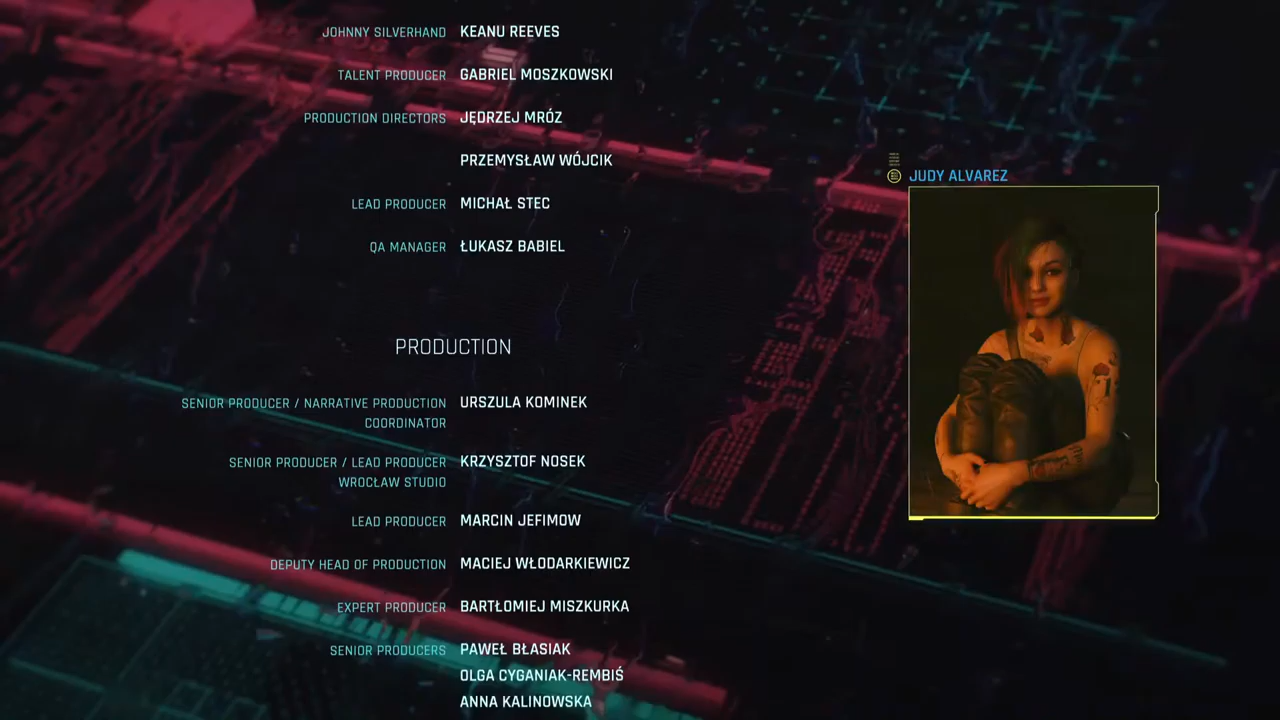 JOHNNY SILVERHAND KEANU REEVES
TALENT PRODUCER GABRIEL MOSZKOWSKI
PRODUCTION DIRECTORS JĘDRZEJ MRÓZ
PRZEMYSŁAW WÓJCIK
LEAD PRODUCER MICHAŁ STEC
QA MANAGER ŁUKASZ BABIEL
PRODUCTION
SENIOR PRODUCER / NARRATIVE PRODUCTION URSZULA KOMINEK
COORDINATOR
SENIOR PRODUCER / LEAD PRODUCER KRZYSZTOF NOSEK
WROCŁAW STUDIO
LEAD PRODUCER MARCIN JEFIMOW
DEPUTY HEAD OF PRODUCTION MACIEJ WŁODARKIEWICZ
EXPERT PRODUCER BARTŁOMIEJ MISZKURKA
SENIOR PRODUCERS PAWEŁ BŁASIAK
OLGA CYGANIAK-REMBIŚ
ANNA KALINOWSKA
JUDY ALVAREZ